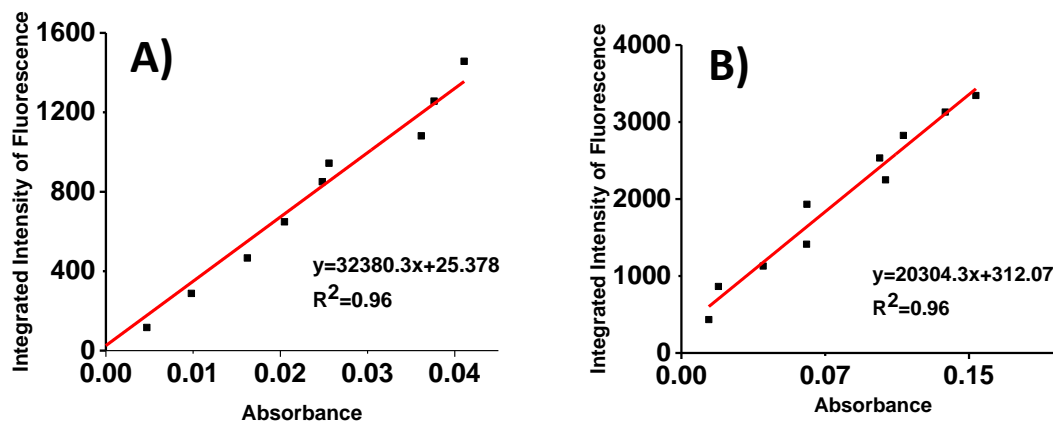 A)
Integrated Intensity of Fluorescence
1600
1200
800
400
0
y=32380.3x+25.378
R²=0.96
0.00 0.01 0.02 0.03 0.04
Absorbance
B)
Integrated Intensity of Fluorescence
4000
3000
2000
1000
0
y=20304.3x+312.07
R²=0.96
0.00 0.07 0.15
Absorbance